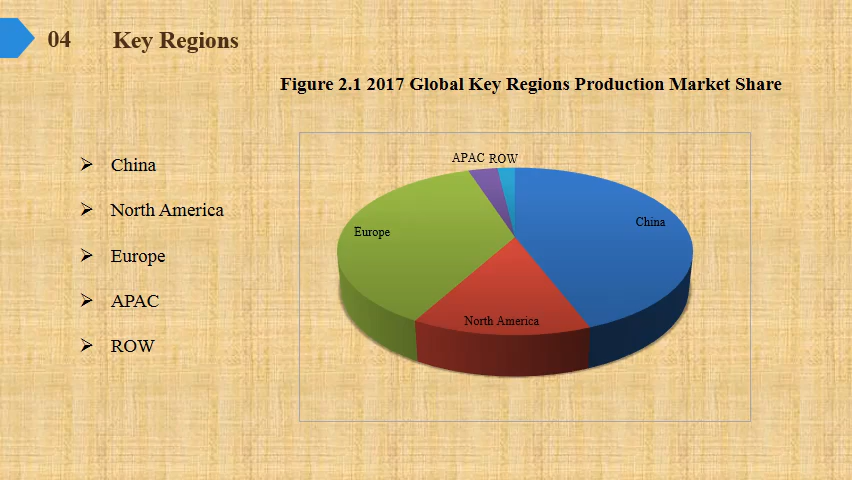 04 Key Regions
Figure 2.1 2017 Global Key Regions Production Market Share
China
North America
Europe
APAC
ROW
APAC ROW
China
Europe
North America